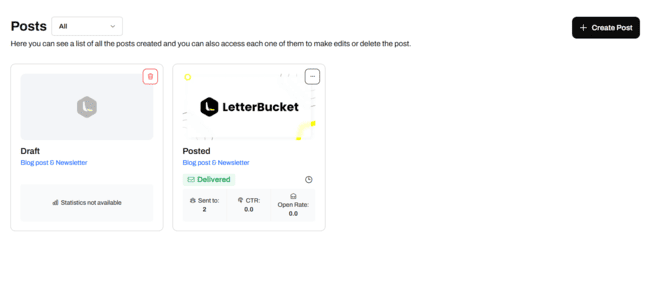 Posts
All
Create Post
Here you can see a list of all the posts created and you can also access each one of them to make edits or delete the post.
LetterBucket
Draft
Blog post & Newsletter
Statistics not available
Posted
Blog post & Newsletter
Delivered
Sent to:
2
CTR:
0.0
Open Rate:
0.0